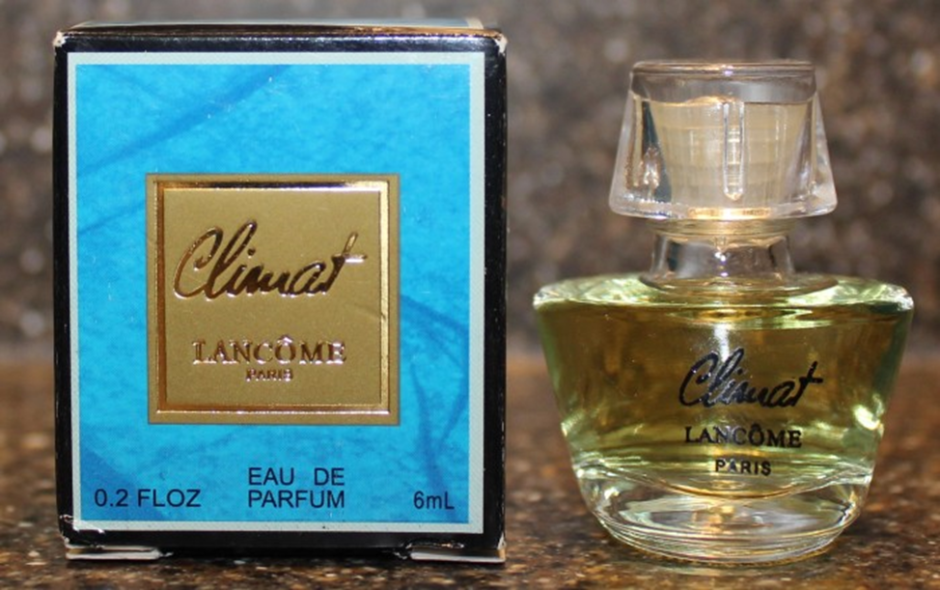 Climat
LANCÔME
PARIS
0.2 FLOZ
EAU DE
PARFUM
6mL
Climat
LANCÔME
PARIS